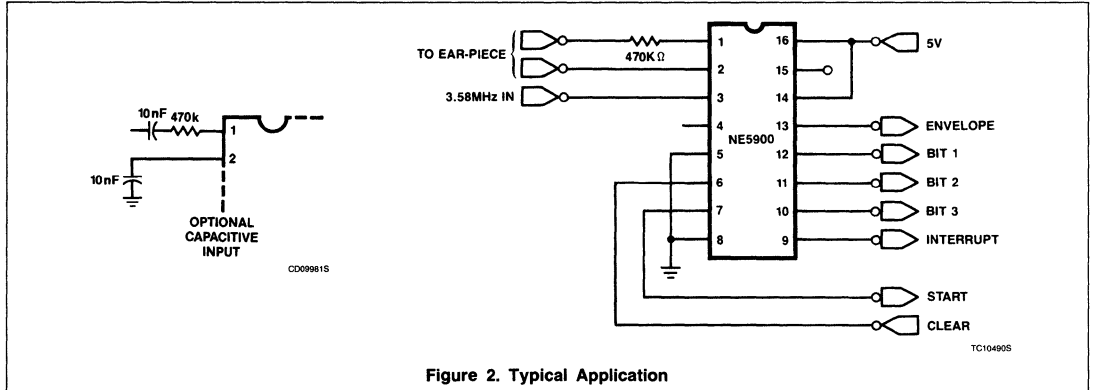 10nF 470k
1
2
10nF
OPTIONAL
CAPACITIVE
INPUT
CD09981S
TO EAR-PIECE
470KΩ
3.58MHz IN
NE5900
1
2
3
4
5
6
7
8
16
15
14
13
12
11
10
9
5V
ENVELOPE
BIT 1
BIT 2
BIT 3
INTERRUPT
START
CLEAR
TC10490S
Figure 2. Typical Application